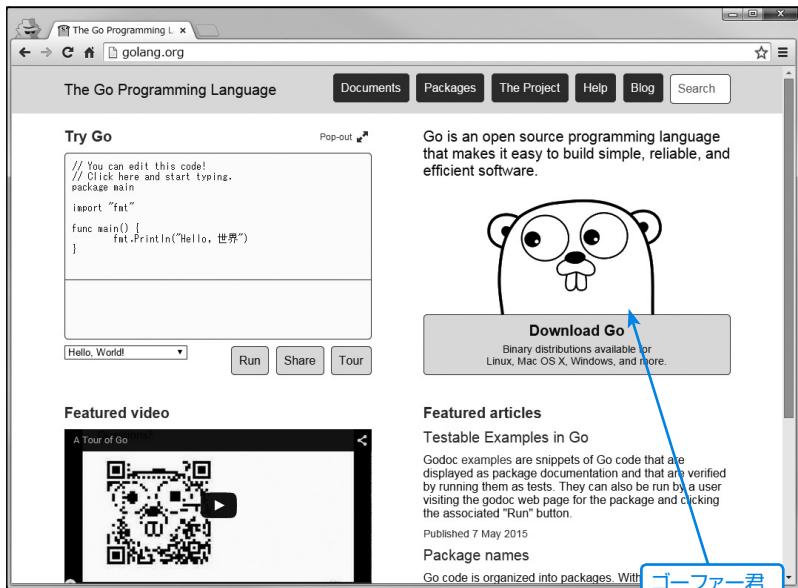 The Go Programming L
golang.org
The Go Programming Language
Documents
Packages
The Project
Help
Blog
Search
Try Go
Pop-out
// You can edit this code!
// Click here and start typing.
package main
import "fmt"
func main() {
fmt.Println("Hello, 世界")
}
Hello, World!
Run
Share
Tour
Go is an open source programming language
that makes it easy to build simple, reliable, and
efficient software.
Download Go
Binary distributions available for
Linux, Mac OS X, Windows, and more.
ゴーファー君
Featured video
A Tour of Go
Featured articles
Testable Examples in Go
Godoc examples are snippets of Go code that are
displayed as package documentation and that are verified
by running them as tests. They can also be run by a user
visiting the godoc web page for the package and clicking
the associated "Run" button.
Published 7 May 2015
Package names
Go code is organized into packages. With